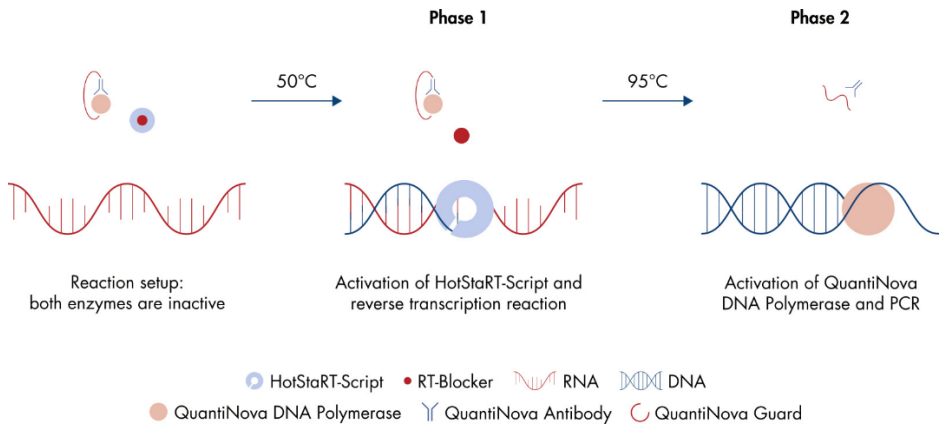 Phase 1
Phase 2
50°C
95°C
Reaction setup:
both enzymes are inactive
Activation of HotStaRT-Script and
reverse transcription reaction
Activation of QuantiNova
DNA Polymerase and PCR
HotStaRT-Script
RT-Blocker
RNA
DNA
QuantiNova DNA Polymerase
QuantiNova Antibody
QuantiNova Guard